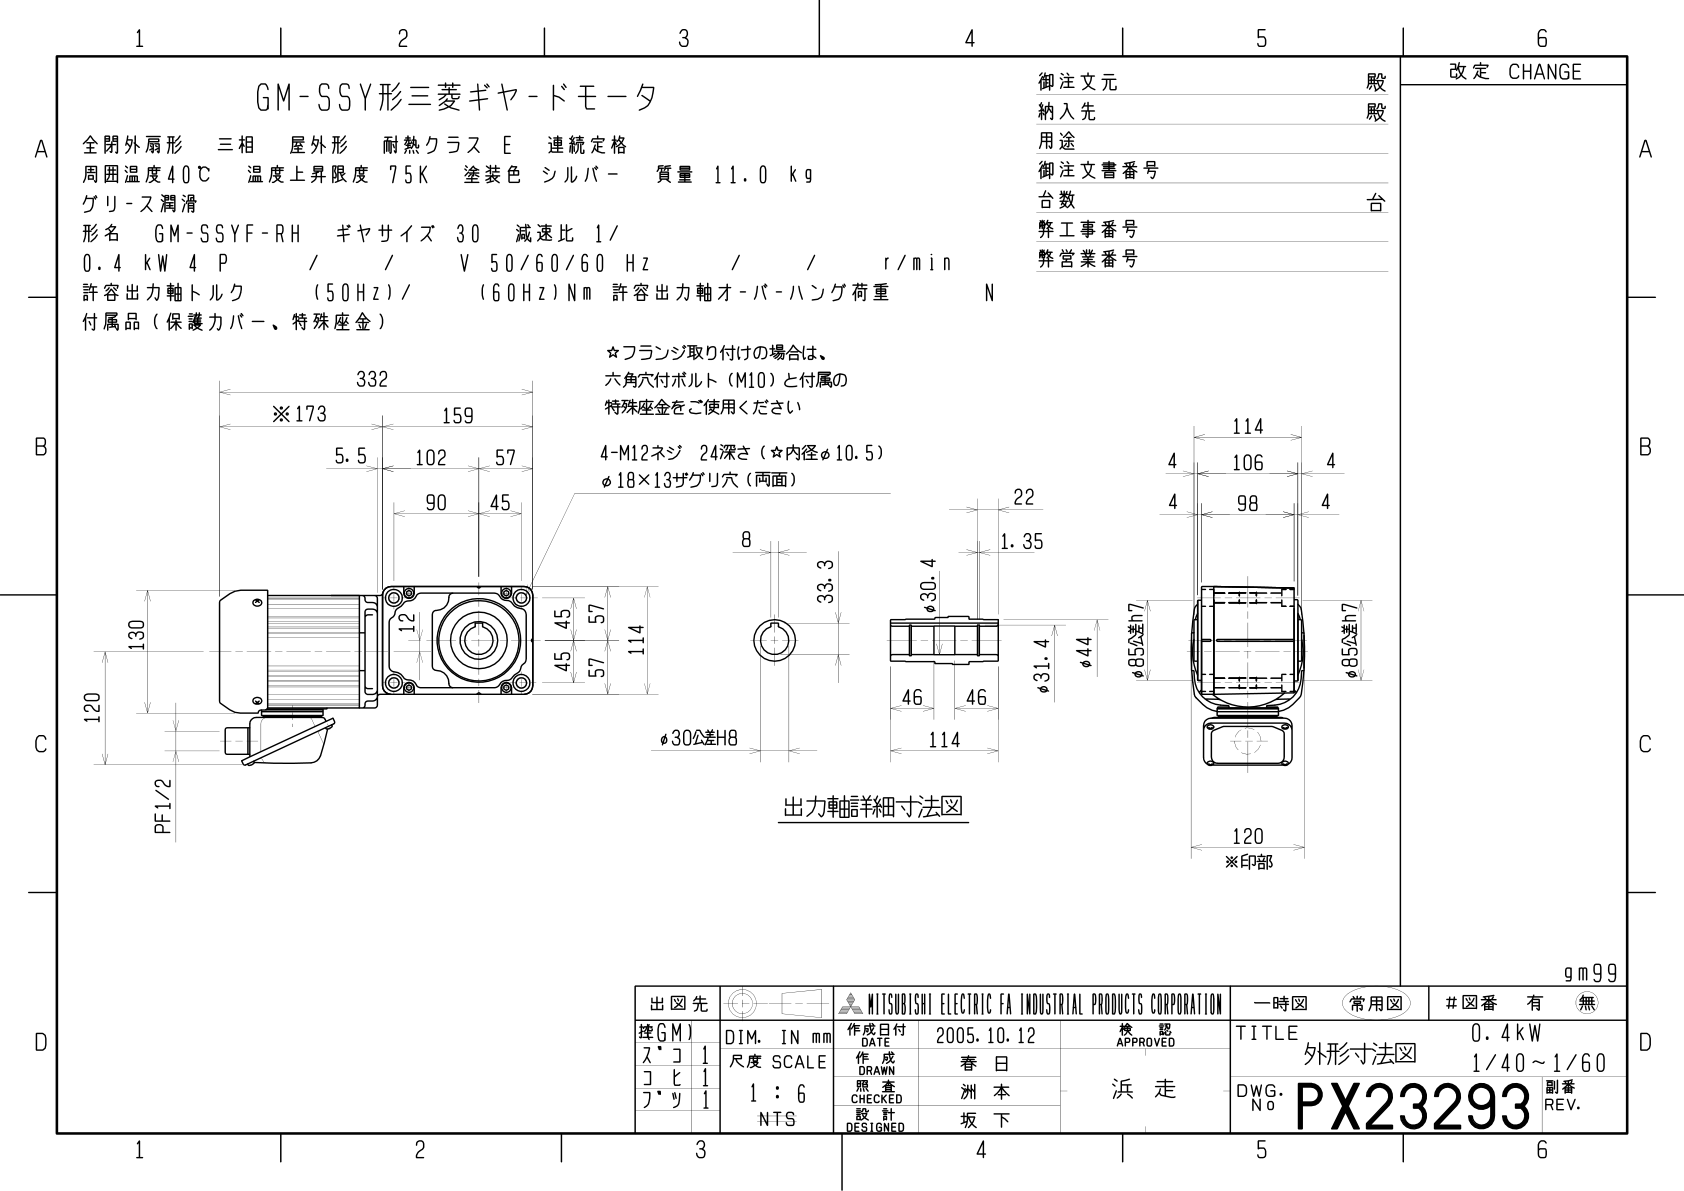 1 2 3 4 5 6
A B C D
A B C D
改定 CHANGE
GM-SSY形三菱ギヤ-ドモータ
全閉外扇形 三相 屋外形 耐熱クラス E 連続定格
周囲温度40℃ 温度上昇限度 75K 塗装色 シルバー 質量 11.0 kg
グリ-ス潤滑
形名 GM-SSYF-RH ギヤサイズ 30 減速比 1/
0.4 kW 4 P / / V 50/60/60 Hz / / r/min
許容出力軸トルク (50Hz)/ (60Hz)Nm 許容出力軸オ-バ-ハング荷重 N
付属品(保護カバー、特殊座金)
御注文元 殿
納入先 殿
用途
御注文書番号
台数 台
弊工事番号
弊営業番号
☆フランジ取り付けの場合は、
六角穴付ボルト(M10)と付属の
特殊座金をご使用ください
4-M12ネジ 24深さ(☆内径φ10.5)
φ18×13ザグリ穴(両面)
332
※173 159
5.5 102 57
90 45
130
120
PF1/2
12
45 57
45 57
114
8
33.3
φ30公差H8
22
1.35
φ30.4
φ31.4
φ44
46 46
114
出力軸詳細寸法図
114
4 106 4
4 98 4
φ85公差h7
φ85公差h7
120
※印部
gm99
出図先
GM)
ス゛コ 1
コ ヒ 1
フ゛ツ 1
DIM. IN mm
尺度 SCALE
1 : 6
NTS
MITSUBISHI ELECTRIC FA INDUSTRIAL PRODUCTS CORPORATION
作成日付 DATE 2005.10.12
作 成 DRAWN 春 日
照 査 CHECKED 洲 本
設 計 DESIGNED 坂 下
検 認 APPROVED
浜 走
一時図 常用図 #図番 有 無
TITLE 外形寸法図
0.4kW
1/40~1/60
DWG. No PX23293
副番 REV.
1 2 3 4 5 6